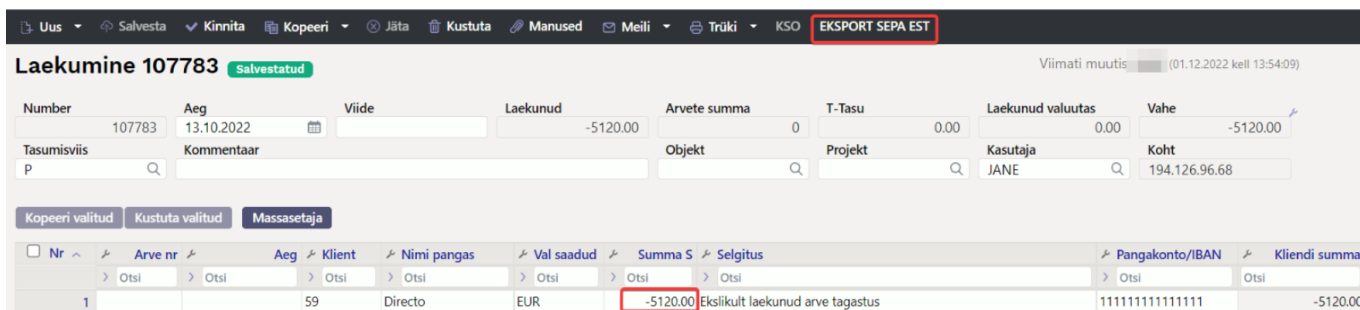 Uus Salvesta Kinnita Kopeeri Jäta Kustuta Manused Meili Trüki KSO EKSPORT SEPA EST
Laekumine 107783 Salvestatud Viimati muutis (01.12.2022 kell 13:54:09)
Number Aeg Viide Laekunud Arvete summa T-Tasu Laekunud valuutas Vahe
107783 13.10.2022 -5120.00 0 0.00 0.00 -5120.00
Tasumisviis Kommentaar Objekt Projekt Kasutaja Koht
P JANE 194.126.96.68
Kopeeri valitud Kustuta valitud Massasetaja
Nr Arve nr Aeg Klient Nimi pangas Val saadud Summa S Selgitus Pangakonto/IBAN Kliendi summa
Otsi Otsi Otsi Otsi Otsi Otsi Otsi Otsi Otsi
1 59 Directo EUR -5120.00 Ekslikult laekunud arve tagastus 111111111111111 -5120.00